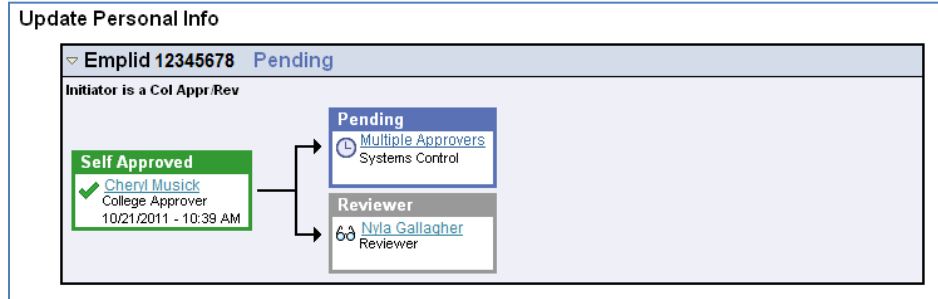 Update Personal Info
Emplid 12345678 Pending
Initiator is a Col Appr/Rev
Self Approved
Cheryl Musick
College Approver
10/21/2011 - 10:39 AM
Pending
Multiple Approvers
Systems Control
Reviewer
Nyla Gallagher
Reviewer